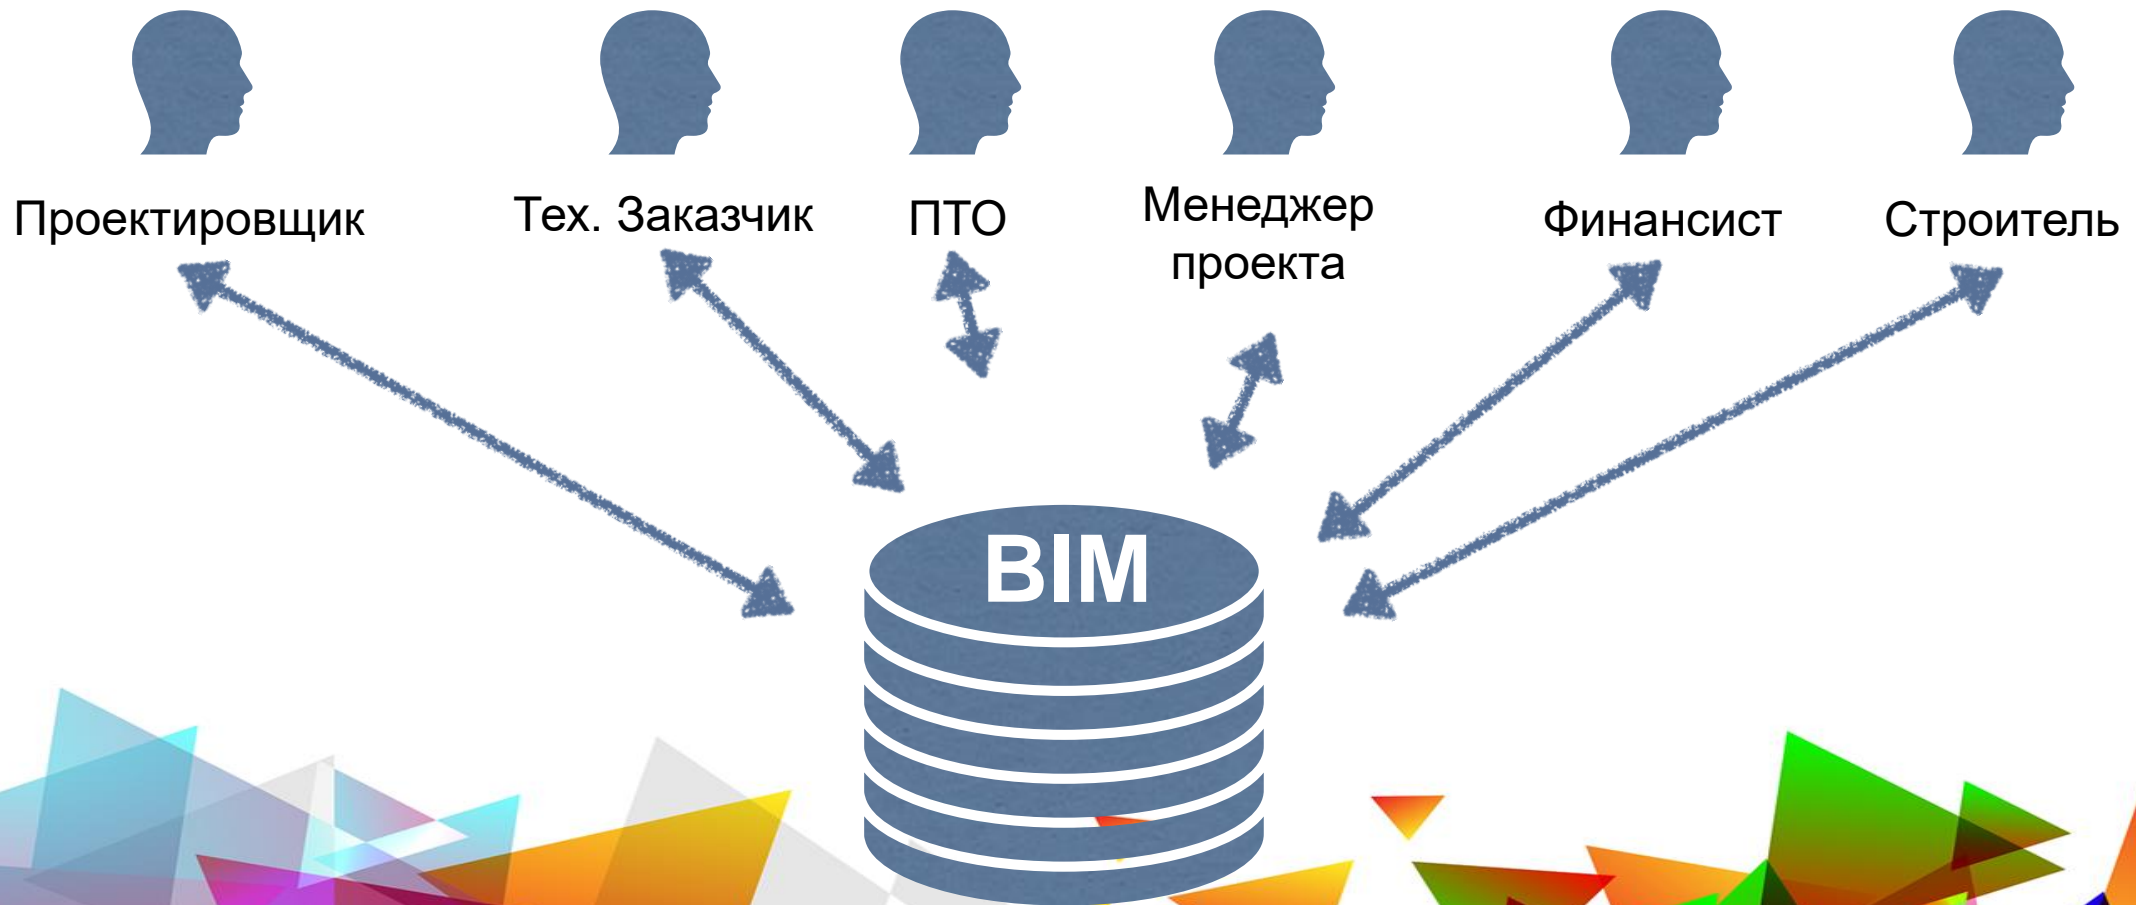 Проектировщик
Тех. Заказчик
ПТО
Менеджер
проекта
Финансист
Строитель
BIM